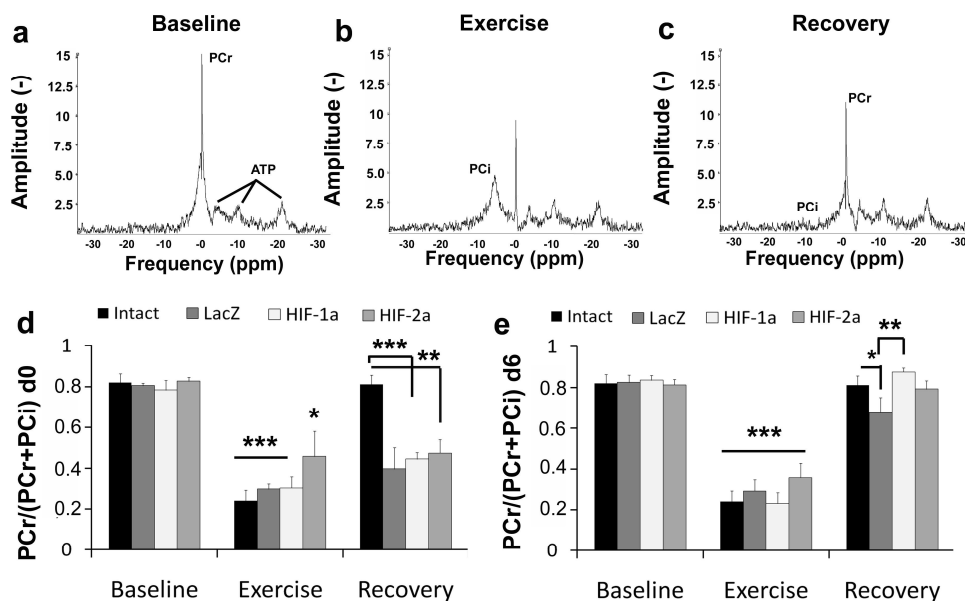 Baseline
Exercise
Recovery
a
b
c
Amplitude (-)
15
12.5
10
7.5
5
2.5
PCr
ATP
-30 -20 -10 -0 -10 -20 -30
Frequency (ppm)
Amplitude (-)
15
12.5
10
7.5
5
2.5
PCi
-30 -20 -10 -0 -10 -20 -30
Frequency (ppm)
Amplitude (-)
15
12.5
10
7.5
5
2.5
PCr
PCi
-30 -20 -10 -0 -10 -20 -30
Frequency (ppm)
d
Intact LacZ HIF-1a HIF-2a
PCr/(PCr+PCi) d0
1
0.8
0.6
0.4
0.2
0
***
*
***
**
Baseline Exercise Recovery
e
Intact LacZ HIF-1a HIF-2a
PCr/(PCr+PCi) d6
1
0.8
0.6
0.4
0.2
0
***
*
**
Baseline Exercise Recovery